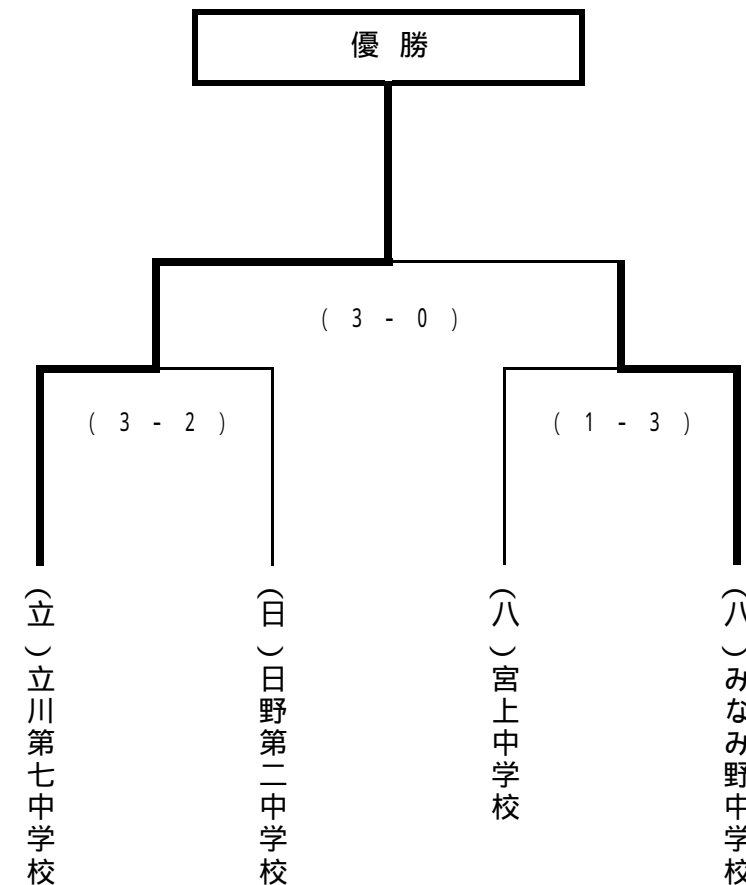 優勝
( 3 - 0 )
( 3 - 2 )
( 1 - 3 )
(立)立川第七中学校
(日)日野第二中学校
(八)宮上中学校
(八)みなみ野中学校